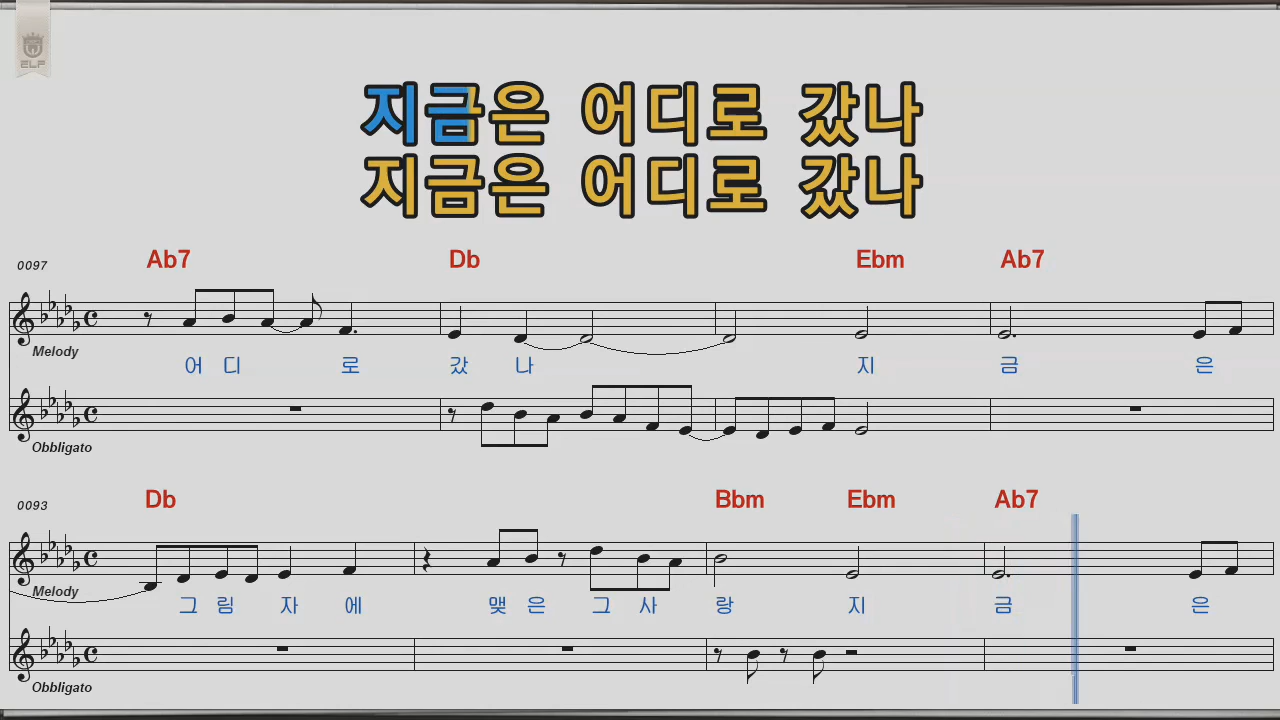 ELF
지금은 어디로 갔나
지금은 어디로 갔나
Ab7 Db Ebm Ab7
0097
Melody
어 디 로 갔 나 지 금 은
Obbligato
Db Bbm Ebm Ab7
0093
Melody
그 림 자 에 맺 은 그 사 랑 지 금 은
Obbligato